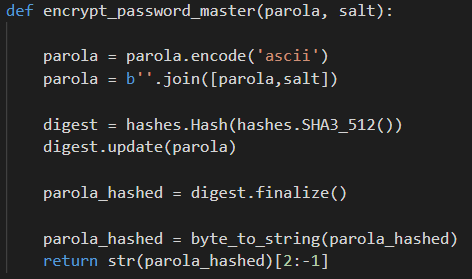 def encrypt_password_master(parola, salt):
    parola = parola.encode('ascii')
    parola = b''.join([parola,salt])
    digest = hashes.Hash(hashes.SHA3_512())
    digest.update(parola)
    parola_hashed = digest.finalize()
    parola_hashed = byte_to_string(parola_hashed)
    return str(parola_hashed)[2:-1]